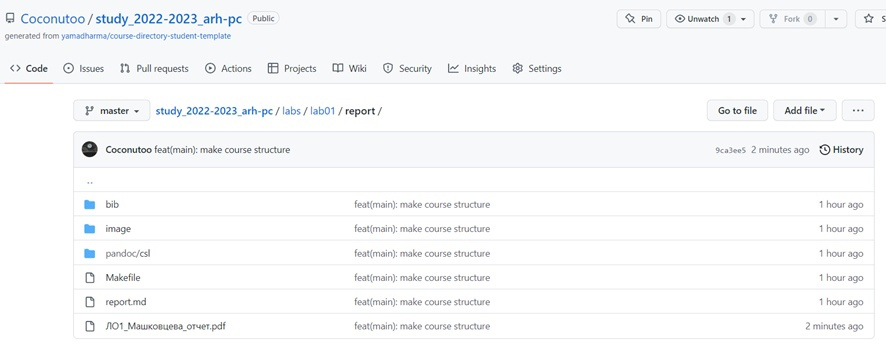 Coconutoo / study_2022-2023_arh-pc Public Pin Unwatch 1 Fork 0 S
generated from yamadharma/course-directory-student-template
Code Issues Pull requests Actions Projects Wiki Security Insights Settings
master study_2022-2023_arh-pc / labs / lab01 / report / Go to file Add file ...
Coconutoo feat(main): make course structure 9ca3ee5 2 minutes ago History
..
bib feat(main): make course structure 1 hour ago
image feat(main): make course structure 1 hour ago
pandoc/csl feat(main): make course structure 1 hour ago
Makefile feat(main): make course structure 1 hour ago
report.md feat(main): make course structure 1 hour ago
ЛО1_Машковцева_отчет.pdf feat(main): make course structure 2 minutes ago